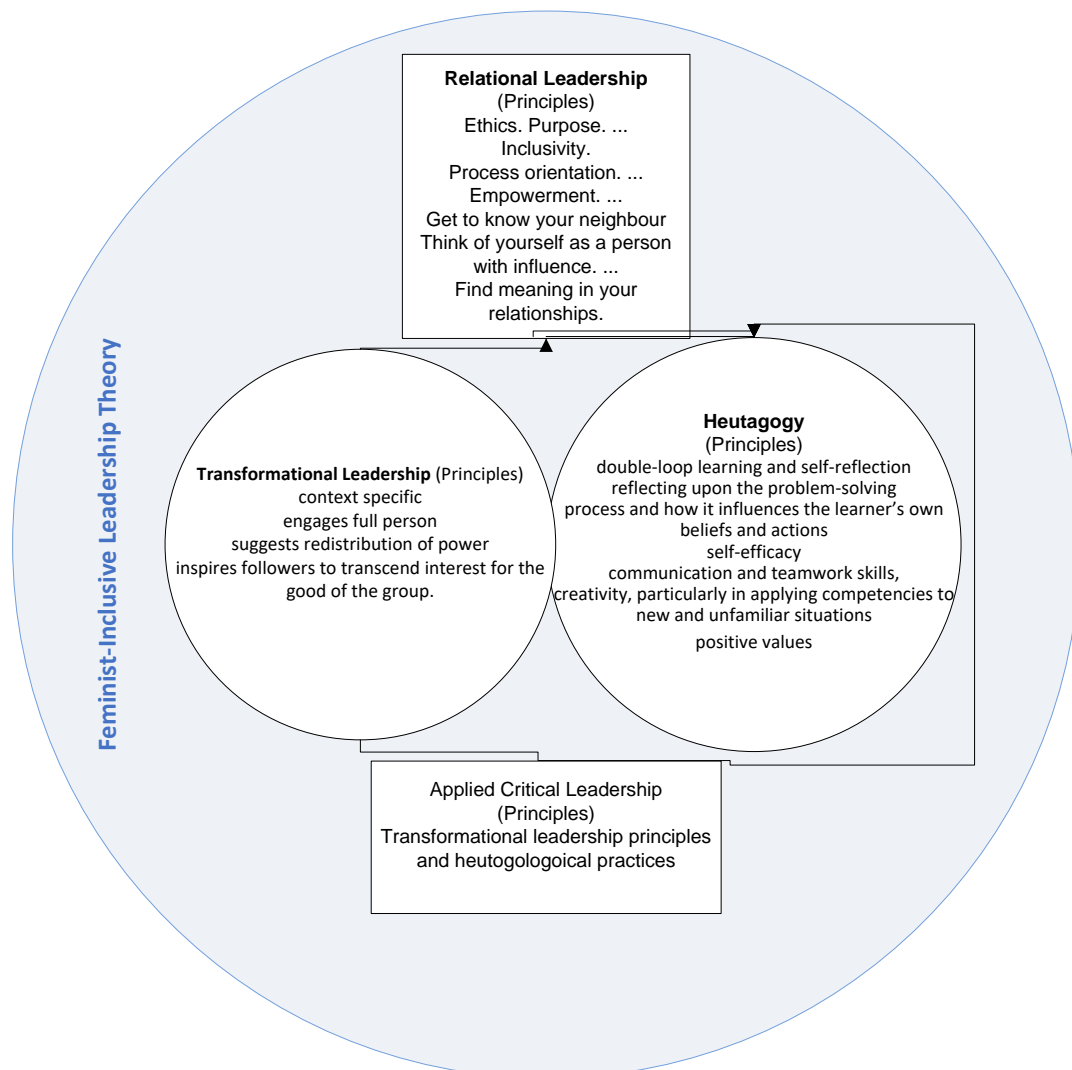 Relational Leadership
(Principles)
Ethics. Purpose. ...
Inclusivity.
Process orientation. ...
Empowerment. ...
Get to know your neighbour
Think of yourself as a person
with influence. ...
Find meaning in your
relationships.
Feminist-Inclusive Leadership Theory
Transformational Leadership (Principles)
context specific
engages full person
suggests redistribution of power
inspires followers to transcend interest for the
good of the group.
Heutagogy
(Principles)
double-loop learning and self-reflection
reflecting upon the problem-solving
process and how it influences the learner’s own
beliefs and actions
self-efficacy
communication and teamwork skills,
creativity, particularly in applying competencies to
new and unfamiliar situations
positive values
Applied Critical Leadership
(Principles)
Transformational leadership principles
and heutogologoical practices